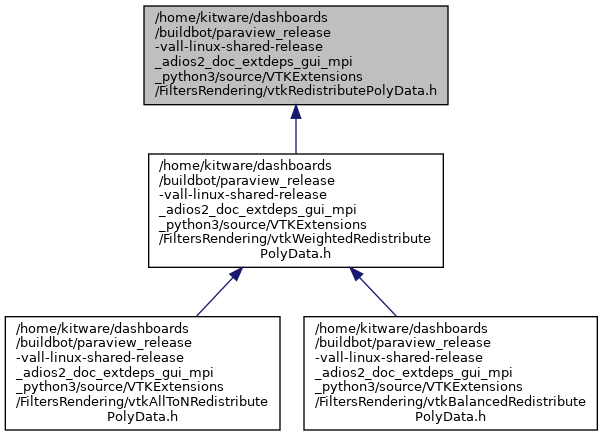 /home/kitware/dashboards
/buildbot/paraview_release
-vall-linux-shared-release
_adios2_doc_extdeps_gui_mpi
_python3/source/VTKExtensions
/FiltersRendering/vtkRedistributePolyData.h
/home/kitware/dashboards
/buildbot/paraview_release
-vall-linux-shared-release
_adios2_doc_extdeps_gui_mpi
_python3/source/VTKExtensions
/FiltersRendering/vtkWeightedRedistribute
PolyData.h
/home/kitware/dashboards
/buildbot/paraview_release
-vall-linux-shared-release
_adios2_doc_extdeps_gui_mpi
_python3/source/VTKExtensions
/FiltersRendering/vtkAllToNRedistribute
PolyData.h
/home/kitware/dashboards
/buildbot/paraview_release
-vall-linux-shared-release
_adios2_doc_extdeps_gui_mpi
_python3/source/VTKExtensions
/FiltersRendering/vtkBalancedRedistribute
PolyData.h